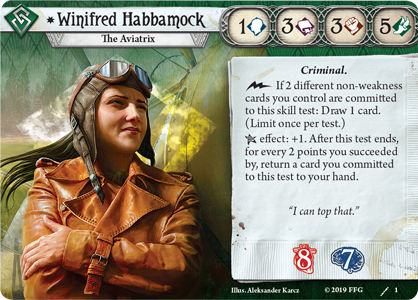 Winifred Habbamock
The Aviatrix
1 3 3 5
Criminal.
If 2 different non-weakness
cards you control are committed
to this skill test: Draw 1 card.
(Limit once per test.)
effect: +1. After this test ends,
for every 2 points you succeeded
by, return a card you committed
to this test to your hand.
“I can top that.”
8 7
Illus. Aleksander Karcz © 2019 FFG 1